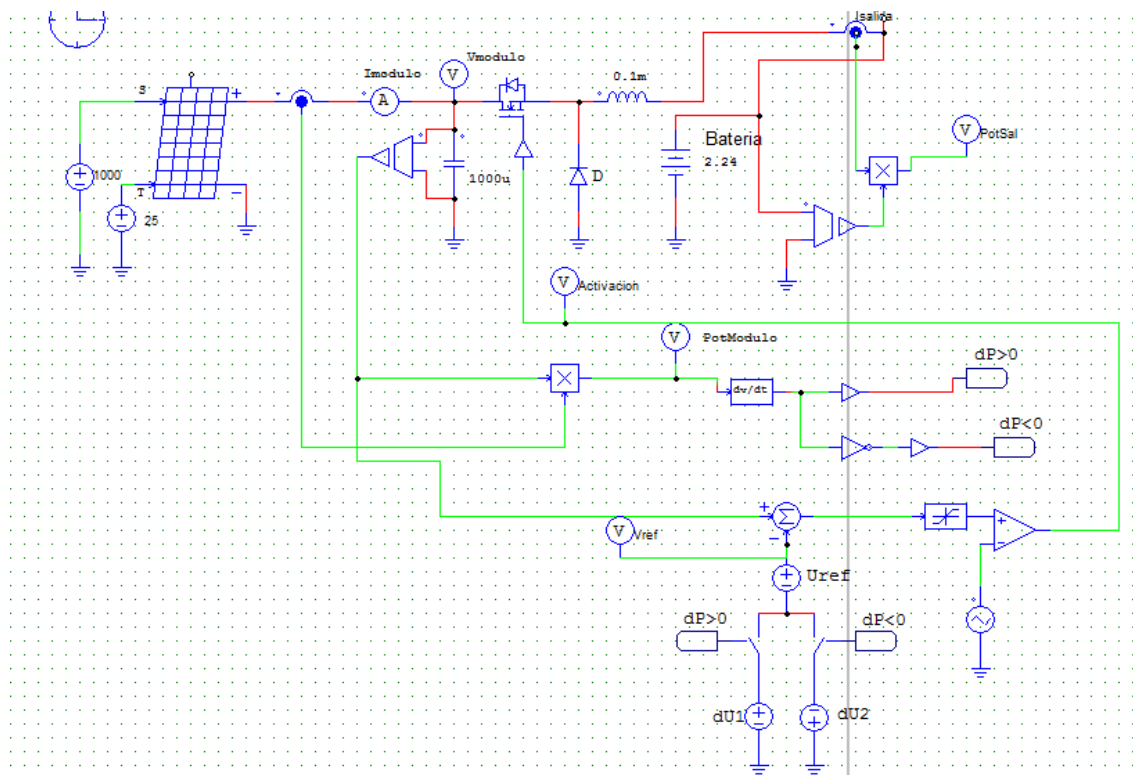 Isalida
Vmodulo
Imodulo
V
0.1m
S
+
A
1000
T
-
25
1000u
D
Bateria
2.24
V
PotSal
V
Activacion
V
PotModulo
dv/dt
dP>0
dP<0
+
Σ
-
V
Vref
+
-
Uref
dP>0
dP<0
dU1
dU2